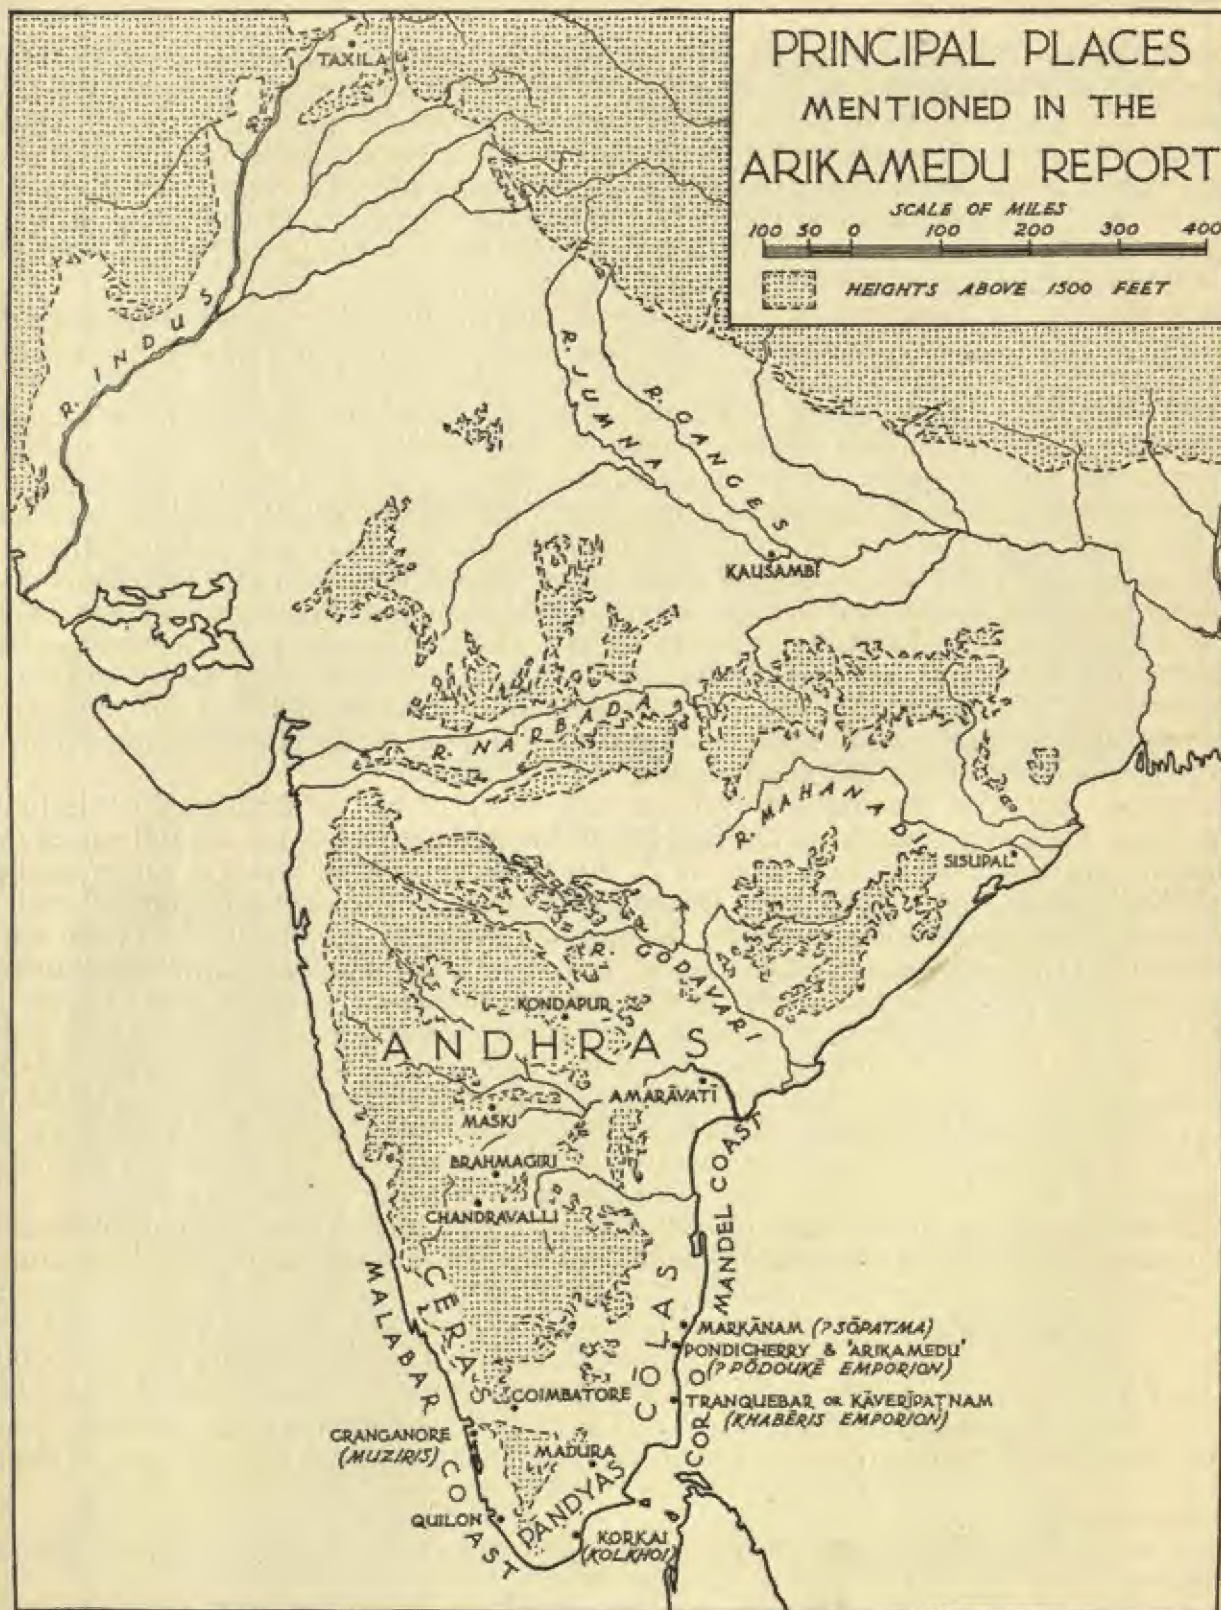 PRINCIPAL PLACES
MENTIONED IN THE
ARIKAMEDU REPORT
SCALE OF MILES
100 50 0 100 200 300 400
HEIGHTS ABOVE 1500 FEET
TAXILA
R. INDUS
R. JUMNA
R. GANGES
KAUSAMBI
R. NARBADA
R. MAHANADI
SISUPAL
R. GODAVARI
KONDAPUR
ANDHRAS
AMARĀVATĪ
MASKI
BRAHMAGIRI
CHANDRAVALLI
COROMANDEL COAST
MALABAR COAST
CĒRAS
CŌLAS
MARKĀNAM (? SŌPATMA)
PONDICHERRY & 'ARIKAMEDU'
(? PŌDOUKĒ EMPORION)
COIMBATORE
TRANQUEBAR OR KĀVERĪPATNAM
(KHABĒRIS EMPORION)
CRANGANORE
(MUZIRIS)
MADURA
PĀNDYAS
QUILON
KORKAI
(KOLKHOI)